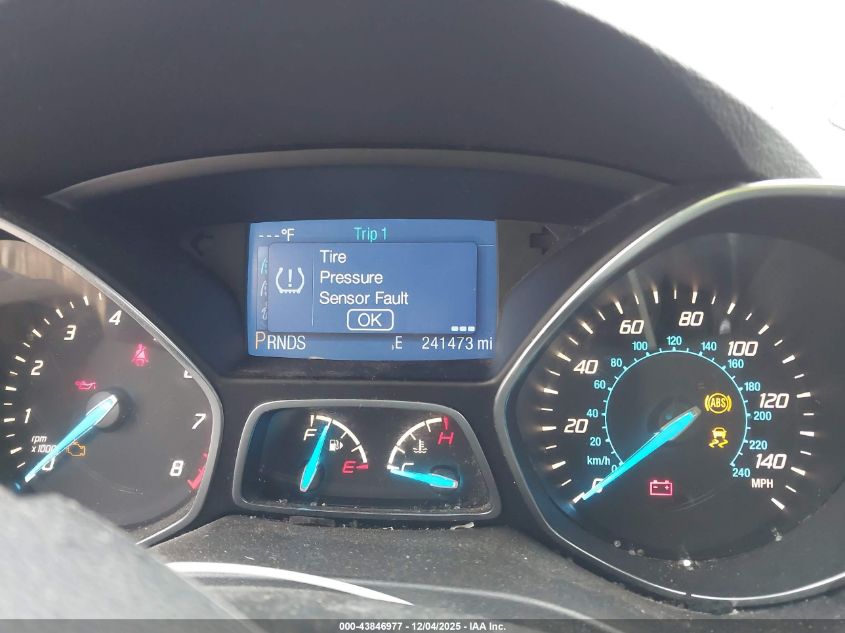 ---°F Trip 1
Tire
Pressure
Sensor Fault
OK
PRNDS ,E 241473 mi
4
3
2
1
0
6
7
8
rpm
x1000
F
E
H
C
0
20
40
60
80
100
120
140
MPH
km/h
0
20
40
60
80
100
120
140
160
180
200
220
240
ABS
000-43846977 - 12/04/2025 - IAA Inc.